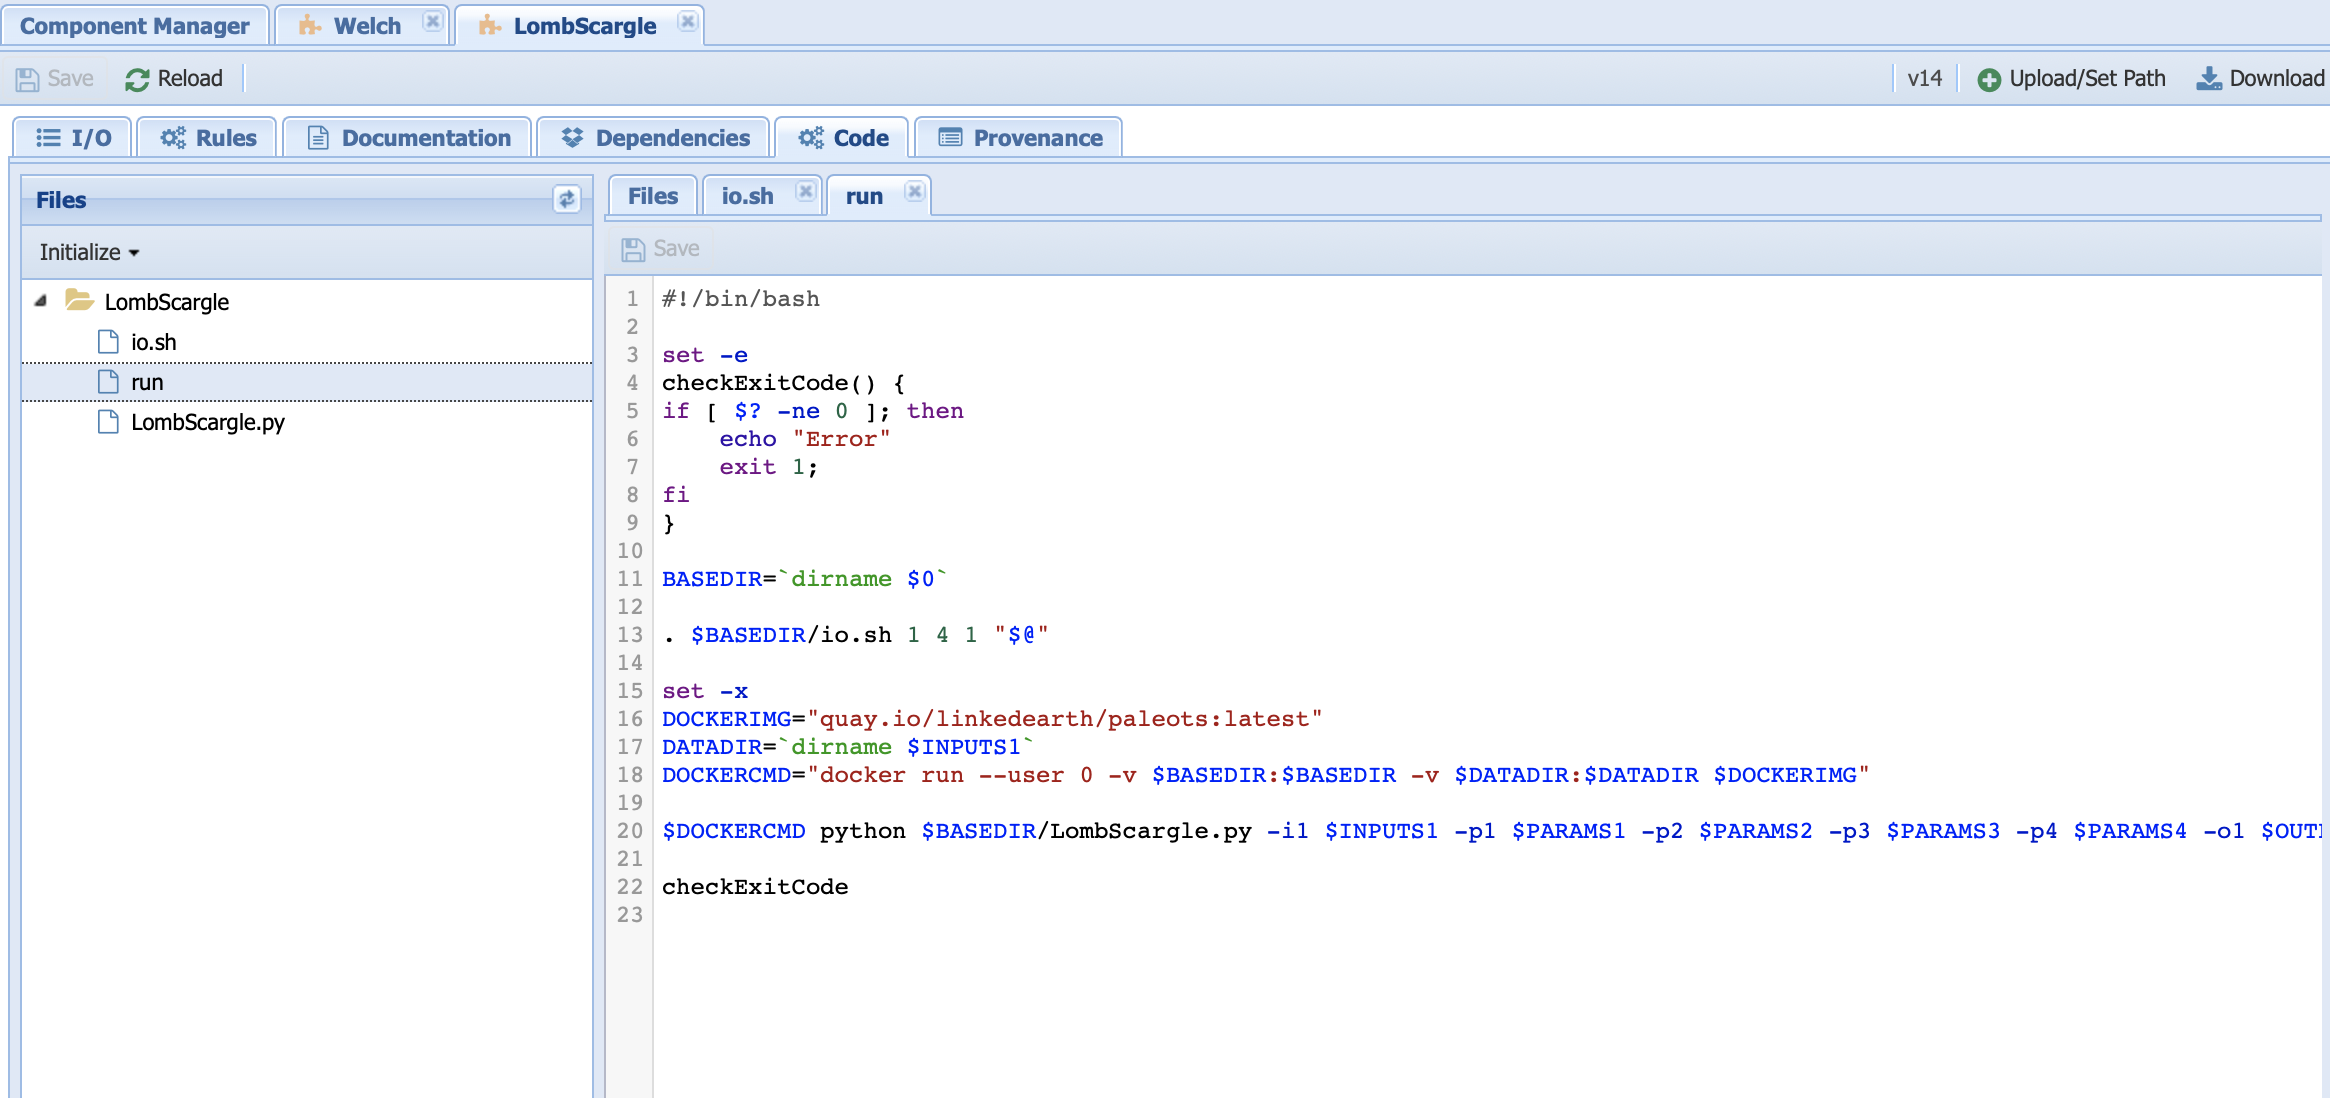 Component Manager Welch LombScargle
Save Reload v14 Upload/Set Path Download
I/O Rules Documentation Dependencies Code Provenance
Files
Initialize
LombScargle
io.sh
run
LombScargle.py
Files io.sh run
Save
1 #!/bin/bash
2
3 set -e
4 checkExitCode() {
5 if [ $? -ne 0 ]; then
6     echo "Error"
7     exit 1;
8 fi
9 }
10
11 BASEDIR=`dirname $0`
12
13 . $BASEDIR/io.sh 1 4 1 "$@"
14
15 set -x
16 DOCKERIMG="quay.io/linkedearth/paleots:latest"
17 DATADIR=`dirname $INPUTS1`
18 DOCKERCMD="docker run --user 0 -v $BASEDIR:$BASEDIR -v $DATADIR:$DATADIR $DOCKERIMG"
19
20 $DOCKERCMD python $BASEDIR/LombScargle.py -i1 $INPUTS1 -p1 $PARAMS1 -p2 $PARAMS2 -p3 $PARAMS3 -p4 $PARAMS4 -o1
21
22 checkExitCode
23